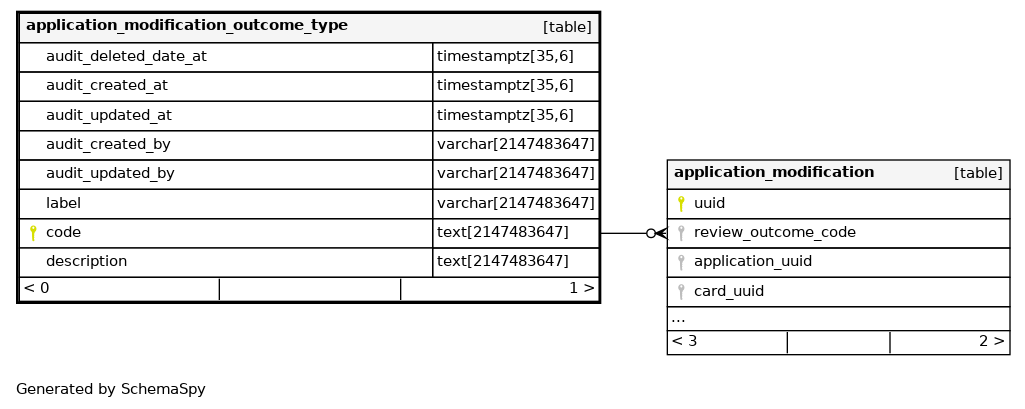 application_modification_outcome_type [table]
audit_deleted_date_at timestamptz[35,6]
audit_created_at timestamptz[35,6]
audit_updated_at timestamptz[35,6]
audit_created_by varchar[2147483647]
audit_updated_by varchar[2147483647]
label varchar[2147483647]
code text[2147483647]
description text[2147483647]
< 0 1 >
application_modification [table]
uuid
review_outcome_code
application_uuid
card_uuid
...
< 3 2 >
Generated by SchemaSpy